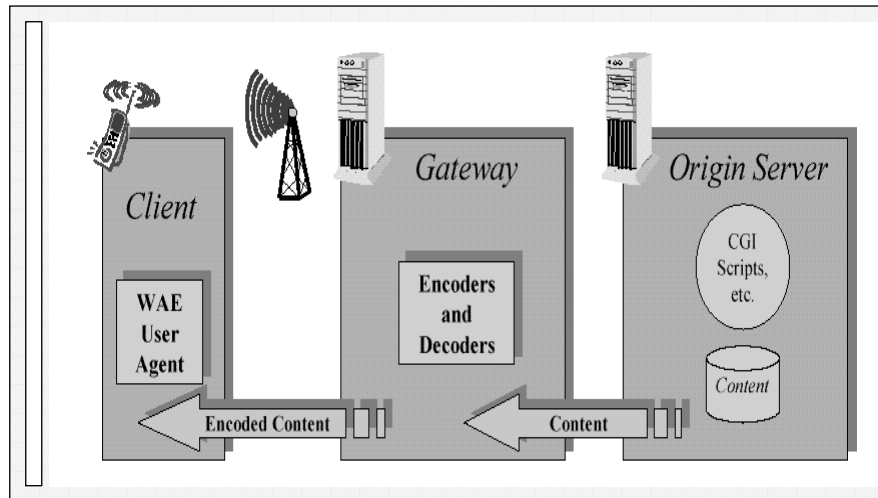 Client
WAE
User
Agent
Encoded Content
Gateway
Encoders
and
Decoders
Content
Origin Server
CGI
Scripts,
etc.
Content